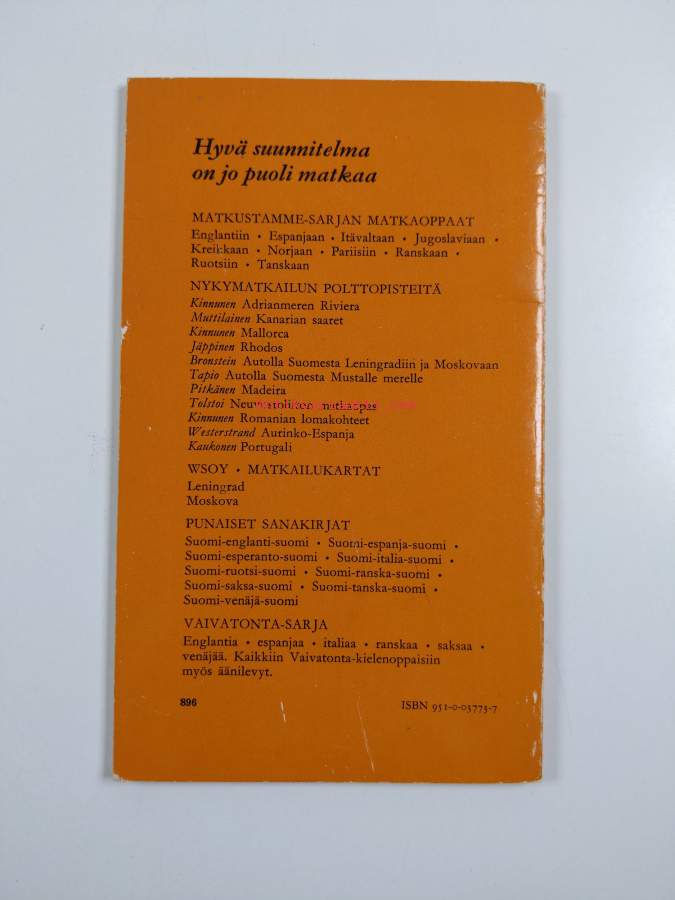 Hyvä suunnitelma
on jo puoli matkaa
MATKUSTAMME-SARJAN MATKAOPPAAT
Englantiin • Espanjaan • Itävaltaan • Jugoslaviaan •
Kreikkaan • Norjaan • Pariisiin • Ranskaan •
Ruotsiin • Tanskaan
NYKYMATKAILUN POLTTOPISTEITÄ
Kinnunen Adrianmeren Riviera
Muttilainen Kanarian saaret
Kinnunen Mallorca
Jäppinen Rhodos
Bronstein Autolla Suomesta Leningradiin ja Moskovaan
Tapio Autolla Suomesta Mustalle merelle
Pitkänen Madeira
Tolstoi Neuvostoliiton matkaopas
Kinnunen Romanian lomakohteet
Westerstrand Aurinko-Espanja
Kaukonen Portugali
WSOY • MATKAILUKARTAT
Leningrad
Moskova
PUNAISET SANAKIRJAT
Suomi-englanti-suomi • Suomi-espanja-suomi •
Suomi-esperanto-suomi • Suomi-italia-suomi •
Suomi-ruotsi-suomi • Suomi-ranska-suomi •
Suomi-saksa-suomi • Suomi-tanska-suomi •
Suomi-venäjä-suomi
VAIVATONTA-SARJA
Englantia • espanjaa • italiaa • ranskaa • saksaa •
venäjää. Kaikkiin Vaivatonta-kielenoppaisiin
myös äänilevyt.
896 ISBN 951-0-03773-7